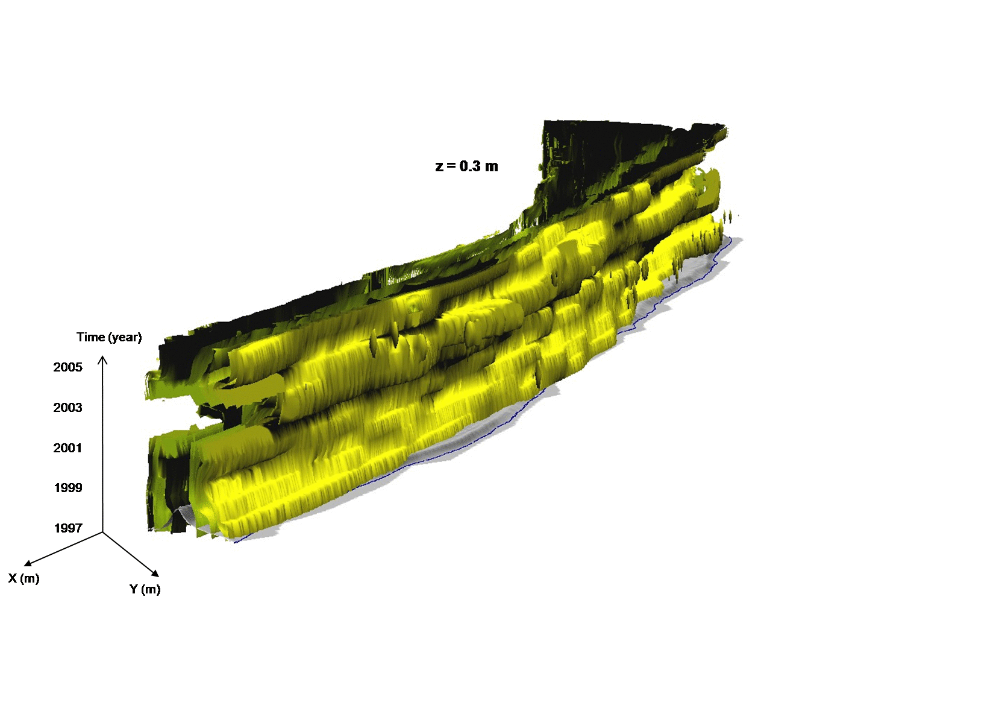 z = 0.3 m
Time (year)
2005
2003
2001
1999
1997
X (m)
Y (m)